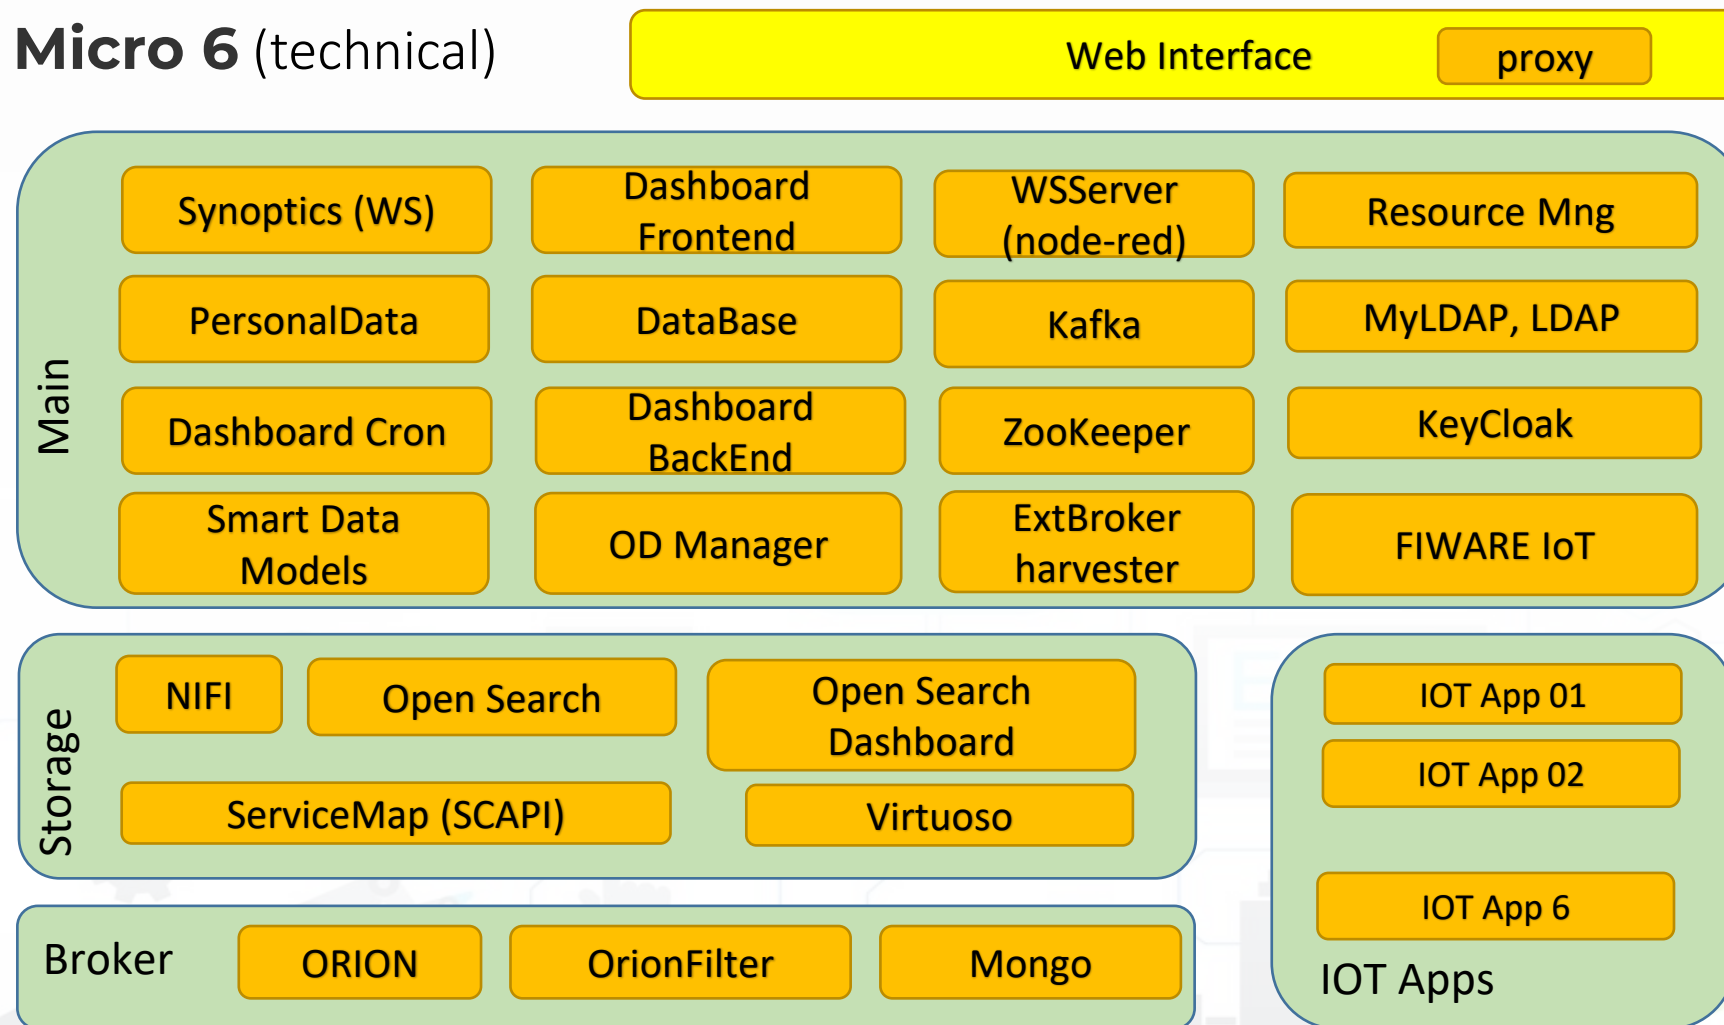 Micro 6 (technical)
Web Interface
proxy
Main
Synoptics (WS)
Dashboard
Frontend
WSServer
(node-red)
Resource Mng
PersonalData
DataBase
Kafka
MyLDAP, LDAP
Dashboard Cron
Dashboard
BackEnd
ZooKeeper
KeyCloak
Smart Data
Models
OD Manager
ExtBroker
harvester
FIWARE IoT
Storage
NIFI
Open Search
Open Search
Dashboard
ServiceMap (SCAPI)
Virtuoso
Broker
ORION
OrionFilter
Mongo
IOT App 01
IOT App 02
IOT App 6
IOT Apps